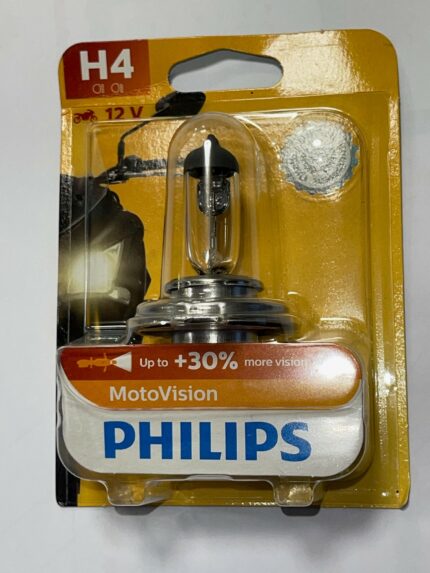 H4
12 V
Up to +30% more vision
MotoVision
PHILIPS